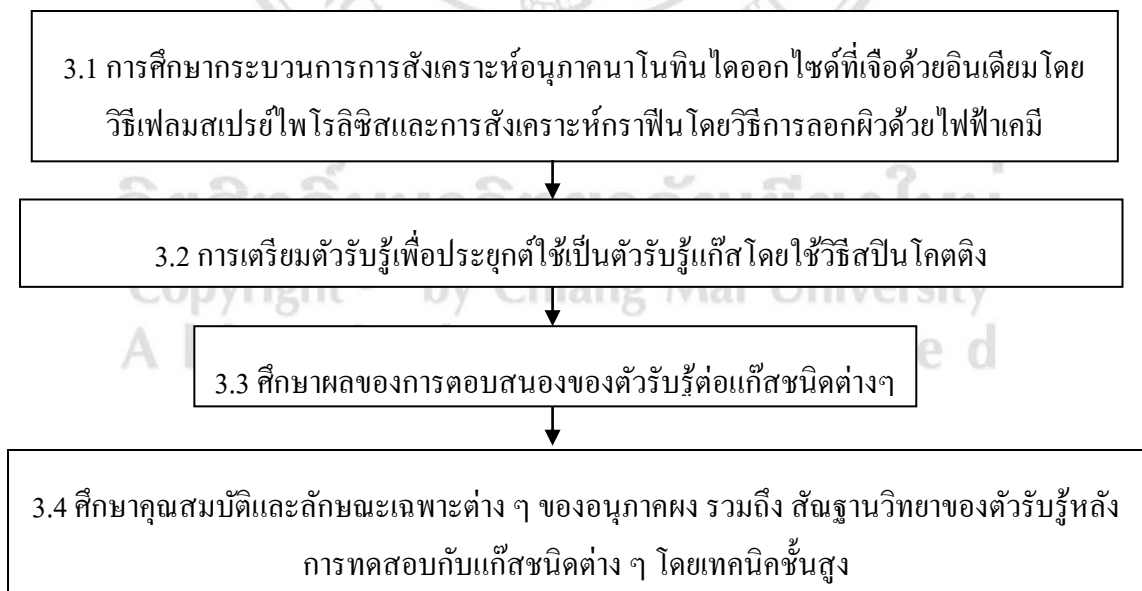 3.1 การศึกษากระบวนการการสังเคราะห์อนุภาคนาโนทินไดออกไซด์ที่เจือด้วยอินเดียมโดย
วิธีเฟลมสเปรย์ไพโรลิซิสและการสังเคราะห์กราฟีนโดยวิธีการลอกผิวด้วยไฟฟ้าเคมี
3.2 การเตรียมตัวรับรู้เพื่อประยุกต์ใช้เป็นตัวรับรู้แก๊สโดยใช้วิธีสปินโคตติง
Copyright by Chiang Mai University
A e d
3.3 ศึกษาผลของการตอบสนองของตัวรับรู้ต่อแก๊สชนิดต่างๆ
3.4 ศึกษาคุณสมบัติและลักษณะเฉพาะต่าง ๆ ของอนุภาคผง รวมถึง สัณฐานวิทยาของตัวรับรู้หลัง
การทดสอบกับแก๊สชนิดต่าง ๆ โดยเทคนิคชั้นสูง